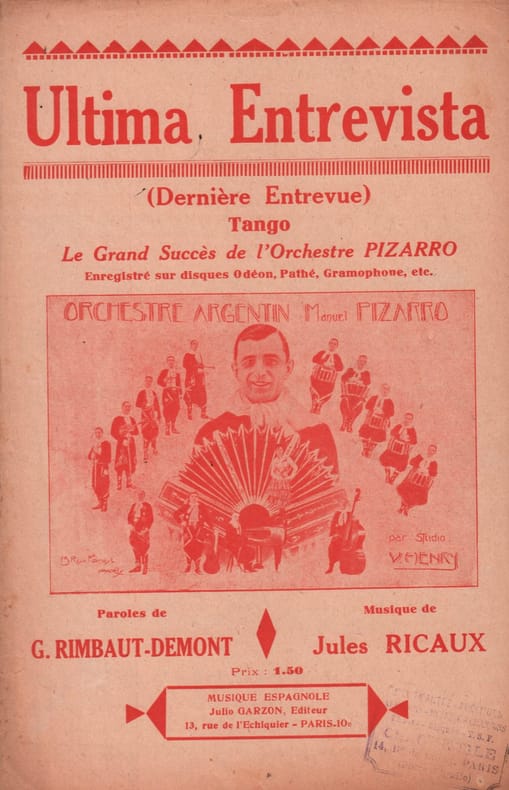 Ultima Entrevista
(Dernière Entrevue)
Tango
Le Grand Succès de l'Orchestre PIZARRO
Enregistré sur disques Odéon, Pathé, Gramophone, etc.
ORCHESTRE ARGENTIN Manuel PIZARRO
par Studio
V. HENRY
Paroles de
G. RIMBAUT-DEMONT
Musique de
Jules RICAUX
Prix : 1.50
MUSIQUE ESPAGNOLE
Julio GARZON, Editeur
13, rue de l'Echiquier - PARIS-10e
T. S. F.
14,
PARIS